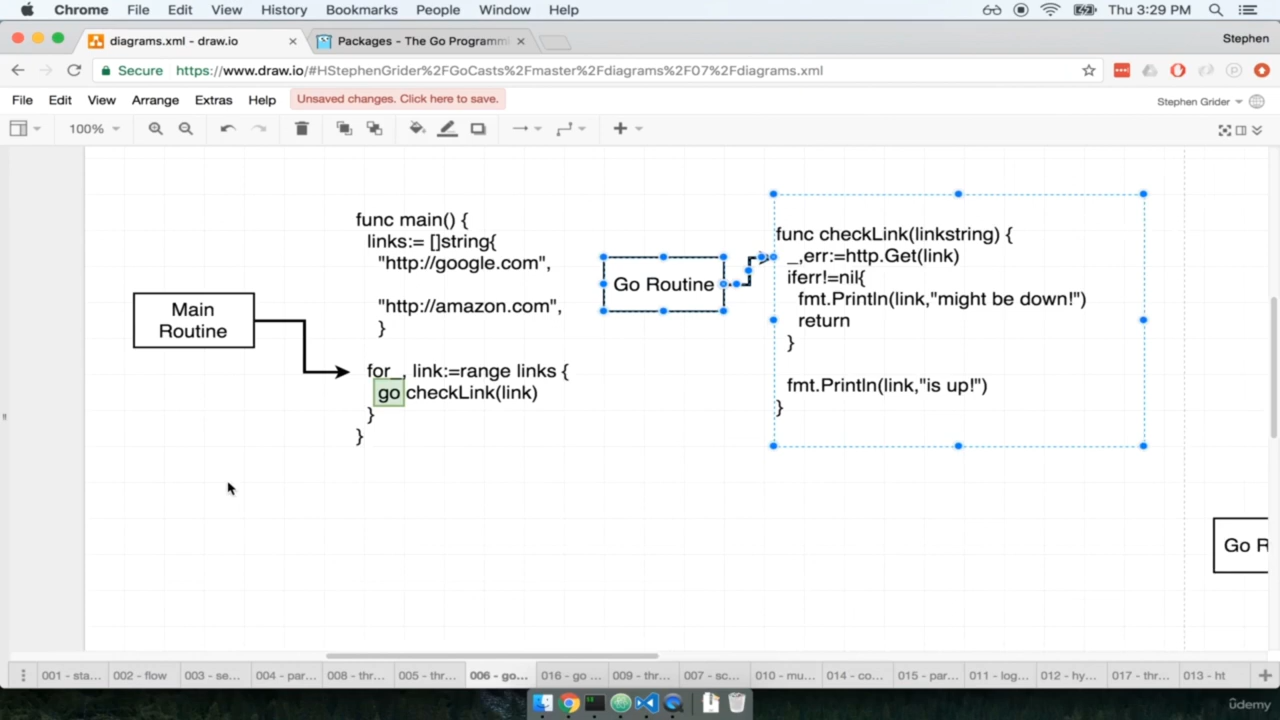 Chrome File Edit View History Bookmarks People Window Help Thu 3:29 PM
diagrams.xml - draw.io Packages - The Go Programmi Stephen
Secure https://www.draw.io/#HStephenGrider%2FGoCasts%2Fmaster%2Fdiagrams%2F07%2Fdiagrams.xml
File Edit View Arrange Extras Help Unsaved changes. Click here to save. Stephen Grider
100%
func main() {
links:= []string{
"http://google.com",
"http://amazon.com",
}
for _, link:=range links {
go checkLink(link)
}
}
Main
Routine
Go Routine
func checkLink(linkstring) {
_,err:=http.Get(link)
iferr!=nil{
fmt.Println(link,"might be down!")
return
}
fmt.Println(link,"is up!")
}
Go R
001 - sta... 002 - flow 003 - se... 004 - par... 008 - thr... 005 - thr... 006 - go... 016 - go ... 009 - thr... 007 - sc... 010 - mu... 014 - co... 015 - par... 011 - log... 012 - hy... 017 - thr... 013 - ht
ûdemy